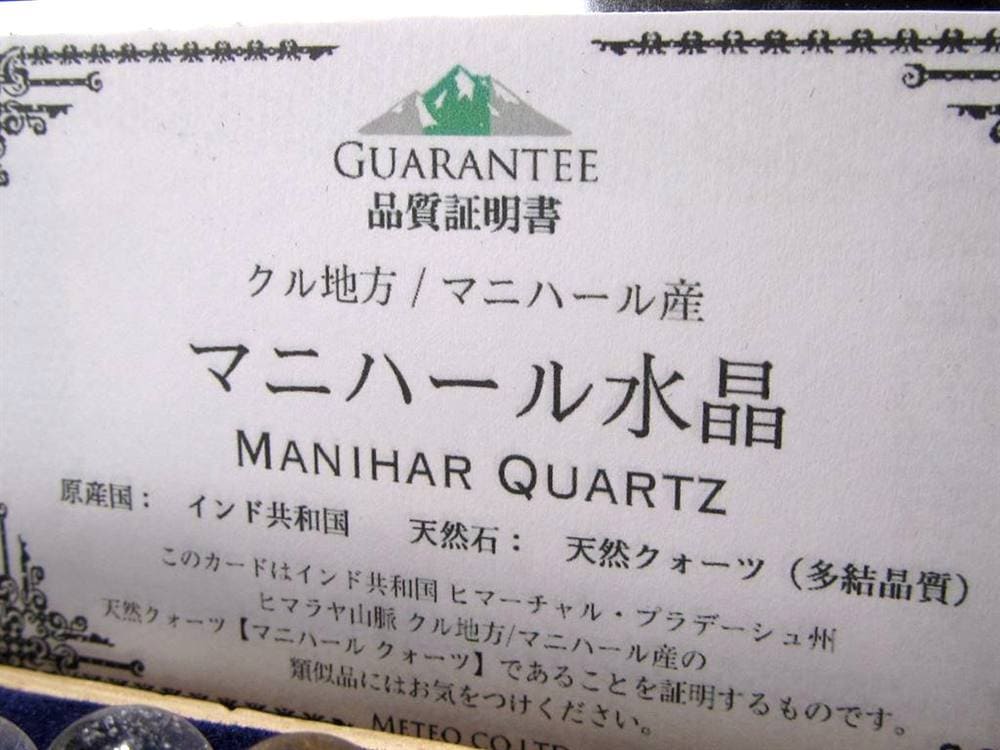 GUARANTEE
品質証明書
クル地方 / マニハール産
マニハール水晶
MANIHAR QUARTZ
原産国： インド共和国 天然石： 天然クォーツ（多結晶質）
このカードはインド共和国 ヒマーチャル・プラデーシュ州
ヒマラヤ山脈 クル地方/マニハール産の
天然クォーツ【マニハール クォーツ】であることを証明するものです。
類似品にはお気をつけください。
METEO CO LTD